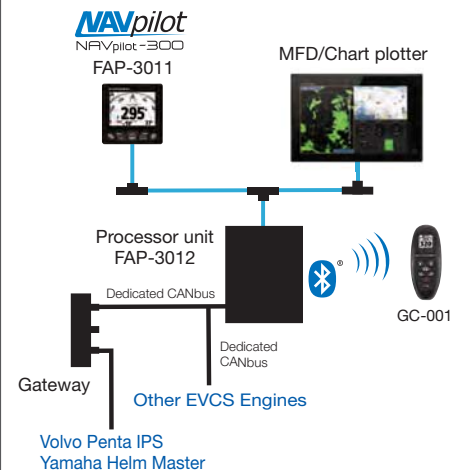 NAVpilot
NAVpilot-300
FAP-3011
MFD/Chart plotter
295°
Processor unit
FAP-3012
®
GC-001
Dedicated CANbus
Dedicated
CANbus
Gateway
Other EVCS Engines
Volvo Penta IPS
Yamaha Helm Master